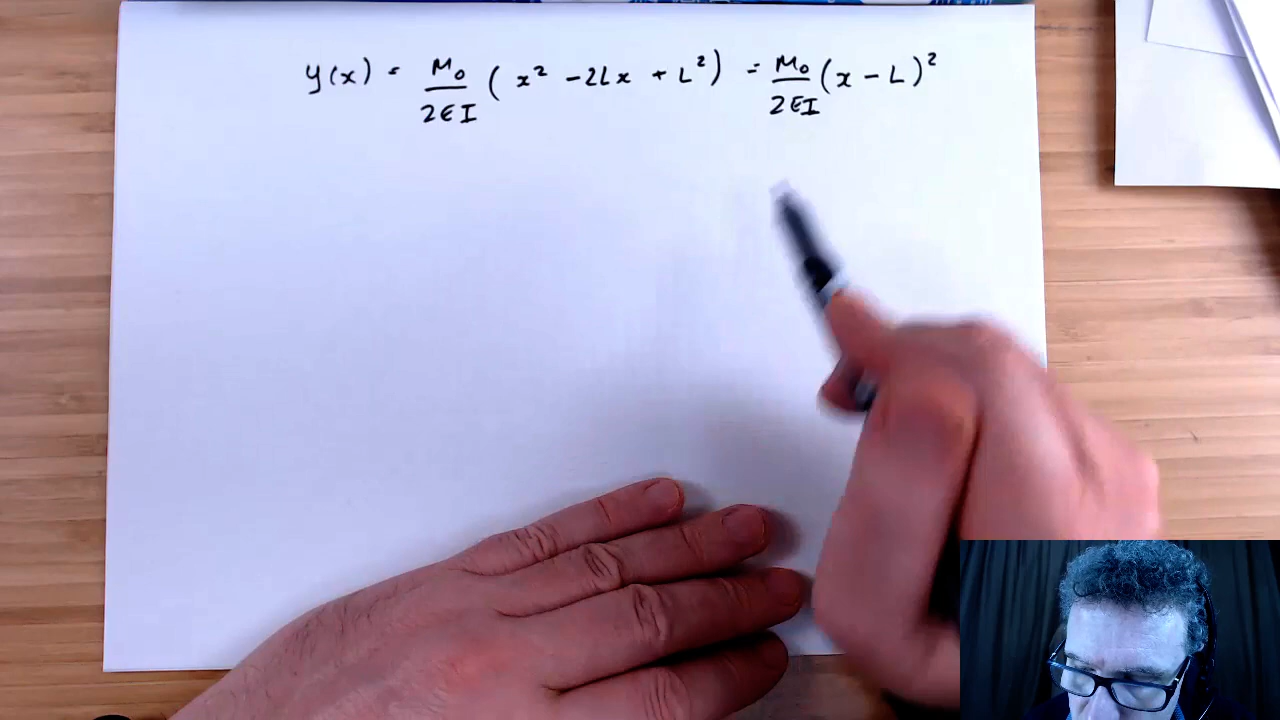 y(x) = M₀/2EI ( x² - 2Lx + L² ) = M₀/2EI (x - L)²